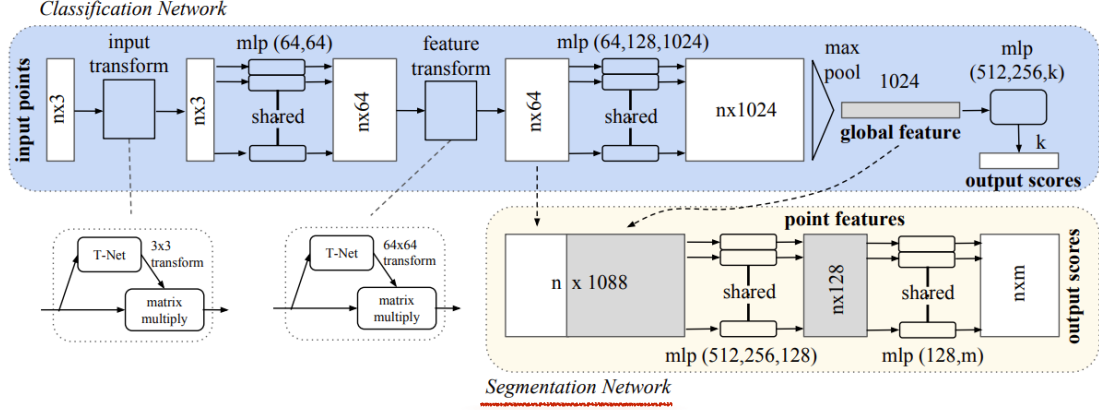 Classification Network
input points
nx3
input
transform
nx3
mlp (64,64)
shared
nx64
feature
transform
nx64
mlp (64,128,1024)
shared
nx1024
max
pool
1024
global feature
mlp
(512,256,k)
k
output scores
T-Net
3x3
transform
matrix
multiply
T-Net
64x64
transform
matrix
multiply
point features
n x 1088
shared
mlp (512,256,128)
nx128
shared
mlp (128,m)
nxm
output scores
Segmentation Network